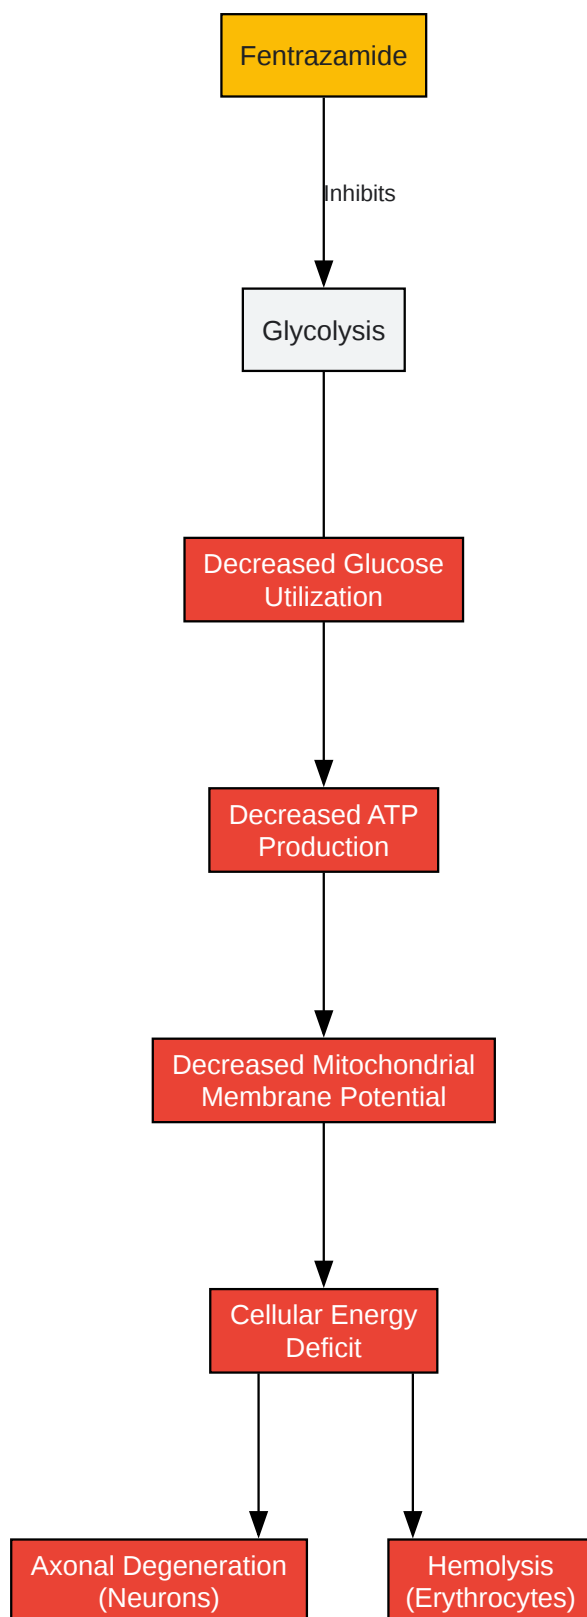 Fentrazamide
Inhibits
Glycolysis
Decreased Glucose
Utilization
Decreased ATP
Production
Decreased Mitochondrial
Membrane Potential
Cellular Energy
Deficit
Axonal Degeneration
(Neurons)
Hemolysis
(Erythrocytes)